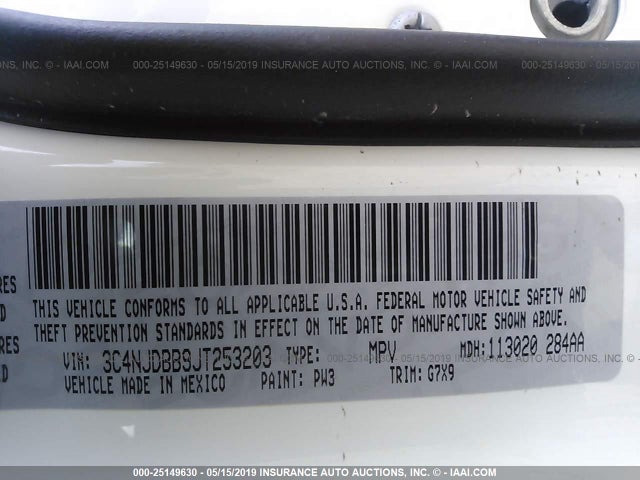 000-25149630 - 05/15/2019 INSURANCE AUTO AUCTIONS, INC. - IAAI.COM
THIS VEHICLE CONFORMS TO ALL APPLICABLE U.S.A. FEDERAL MOTOR VEHICLE SAFETY AND
THEFT PREVENTION STANDARDS IN EFFECT ON THE DATE OF MANUFACTURE SHOWN ABOVE.
VIN: 3C4NJDBB9JT253203 TYPE: MPV MDH:113020 284AA
VEHICLE MADE IN MEXICO PAINT: PW3 TRIM: G7X9
000-25149630 - 05/15/2019 INSURANCE AUTO AUCTIONS, INC. - IAAI.COM